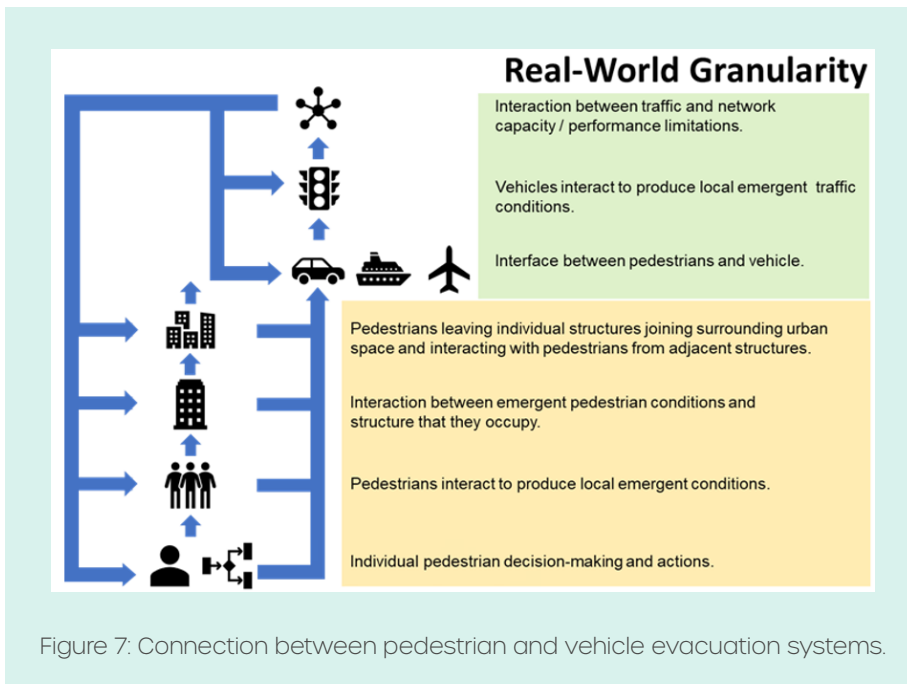 Real-World Granularity
Interaction between traffic and network
capacity / performance limitations.
Vehicles interact to produce local emergent traffic
conditions.
Interface between pedestrians and vehicle.
Pedestrians leaving individual structures joining surrounding urban
space and interacting with pedestrians from adjacent structures.
Interaction between emergent pedestrian conditions and
structure that they occupy.
Pedestrians interact to produce local emergent conditions.
Individual pedestrian decision-making and actions.
Figure 7: Connection between pedestrian and vehicle evacuation systems.